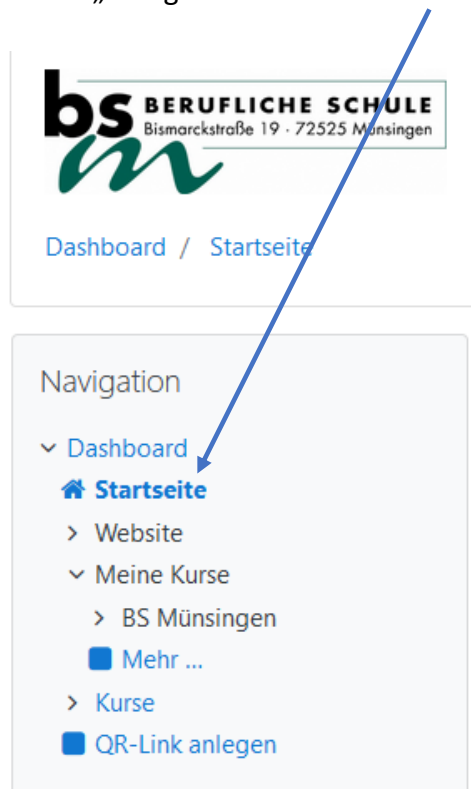 bsm BERUFLICHE SCHULE
Bismarckstraße 19 · 72525 Münsingen
Dashboard / Startseite
Navigation
Dashboard
Startseite
Website
Meine Kurse
BS Münsingen
Mehr ...
Kurse
QR-Link anlegen